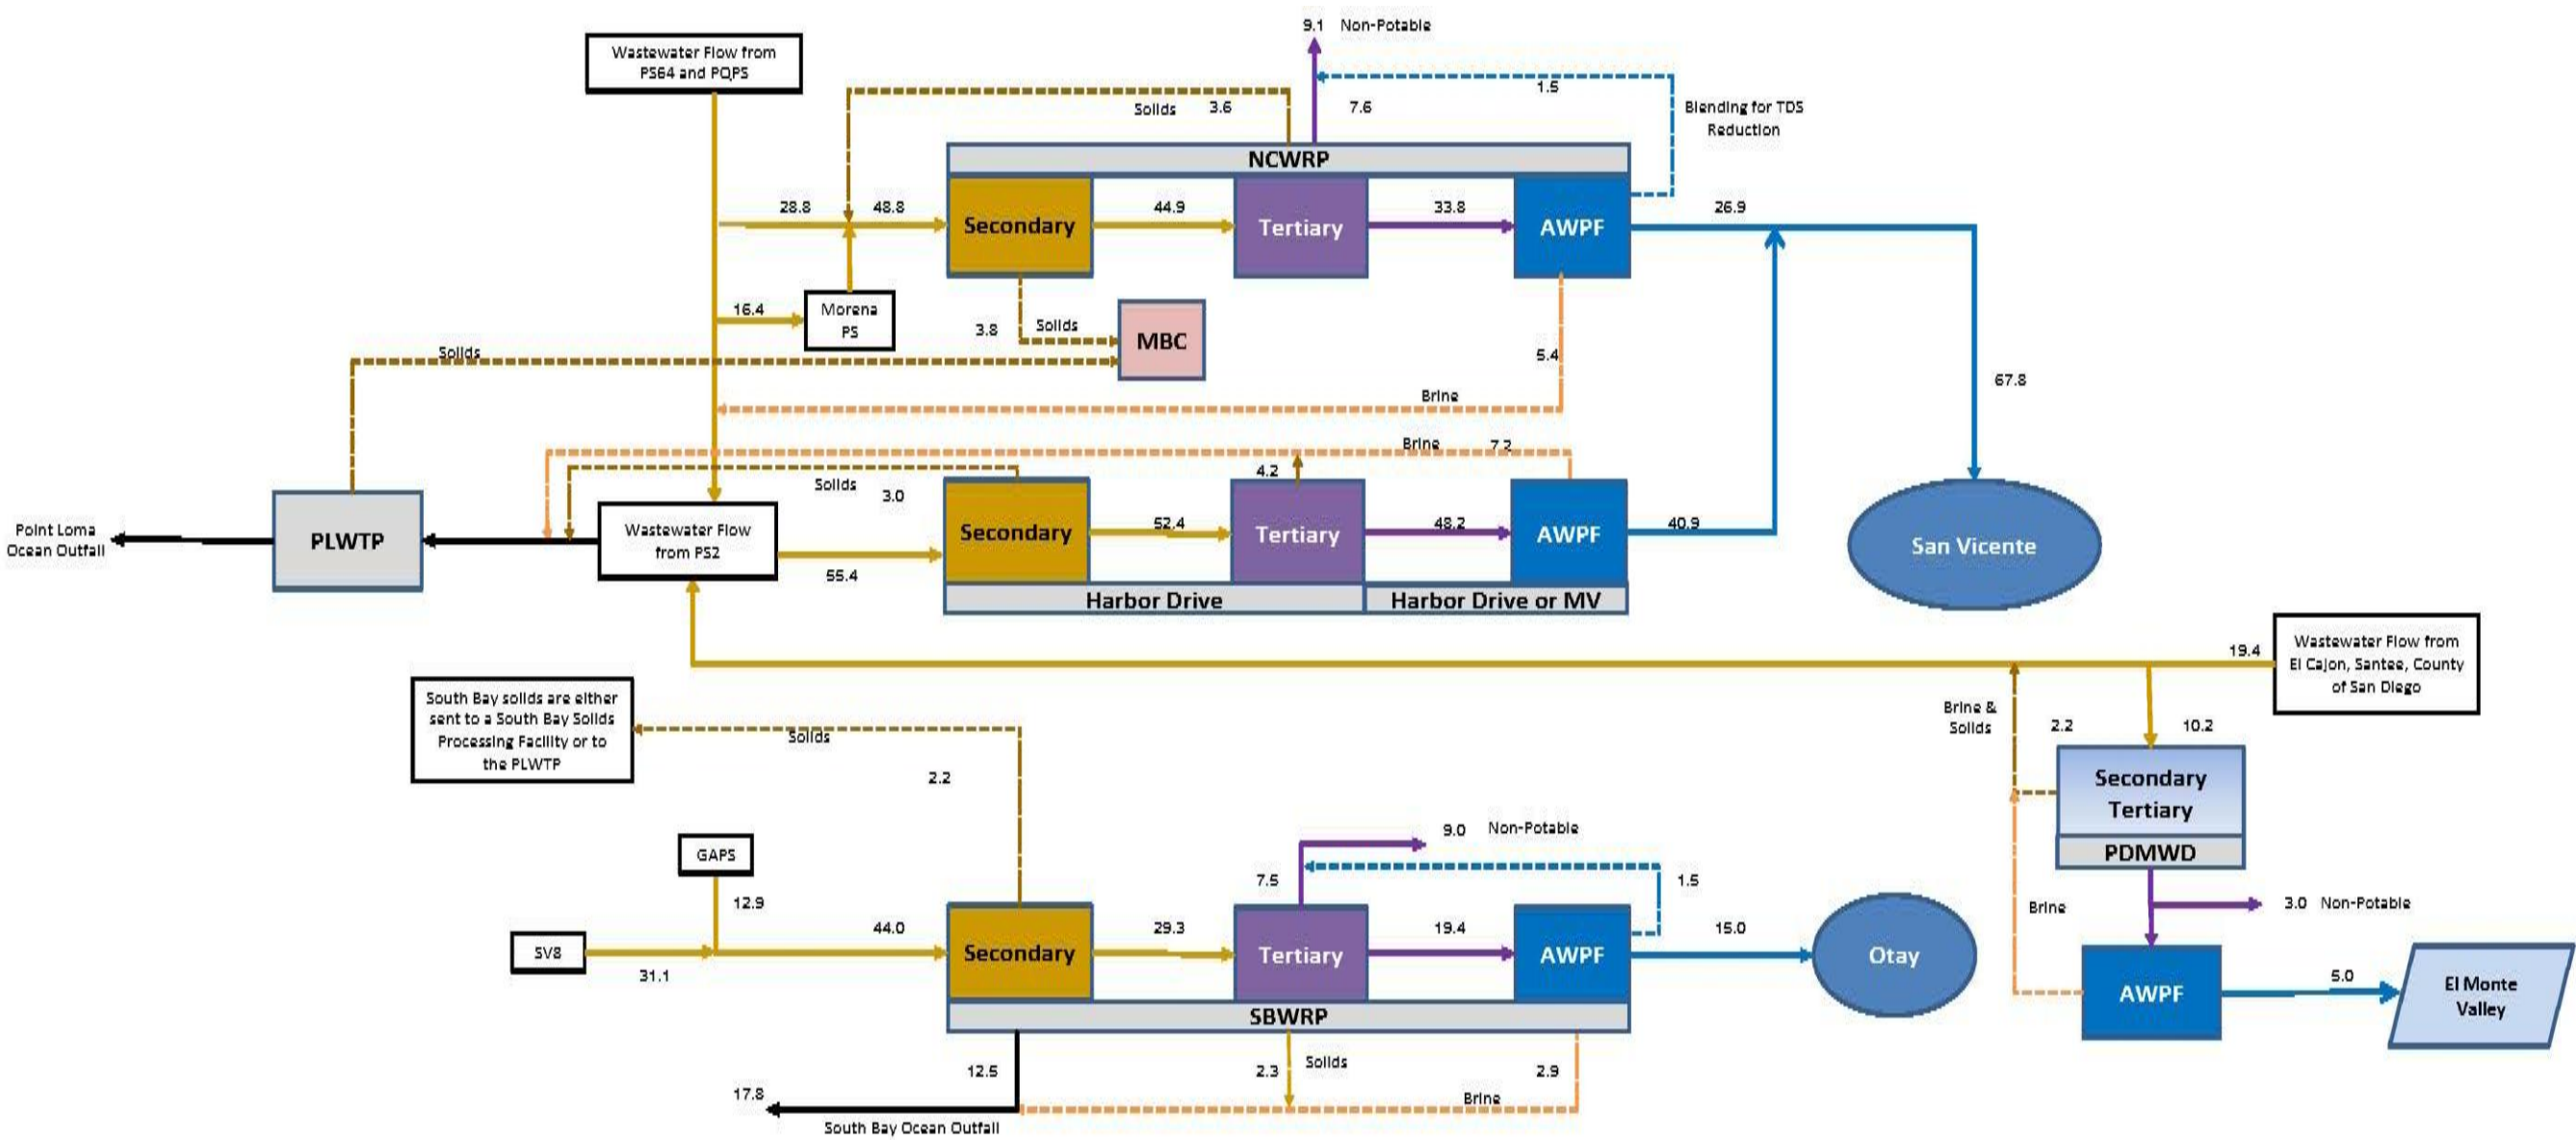 9.1 Non-Potable
Wastewater Flow from
PS64 and PQPS
1.5
Solids 3.6
7.6
Blending for TDS
Reduction
NCWRP
28.8
48.8
Secondary
44.9
Tertiary
33.8
AWPF
26.9
16.4
Morena
PS
3.8
Solids
MBC
Solids
5.4
67.8
Brine
Brine
7.2
4.2
Solids
3.0
Point Loma
Ocean Outfall
PLWTP
Wastewater Flow
from PS2
55.4
Secondary
52.4
Tertiary
48.2
AWPF
40.9
San Vicente
Harbor Drive
Harbor Drive or MV
19.4
Wastewater Flow from
El Cajon, Santee, County
of San Diego
South Bay solids are either
sent to a South Bay Solids
Processing Facility or to
the PLWTP
Solids
2.2
Brine &
Solids
2.2
10.2
Secondary
Tertiary
PDMWD
9.0 Non-Potable
GAPS
12.9
7.5
1.5
Brine
3.0 Non-Potable
SV8
31.1
44.0
Secondary
29.3
Tertiary
19.4
AWPF
15.0
Otay
AWPF
5.0
El Monte
Valley
SBWRP
12.5
2.3
Solids
2.9
17.8
Brine
South Bay Ocean Outfall